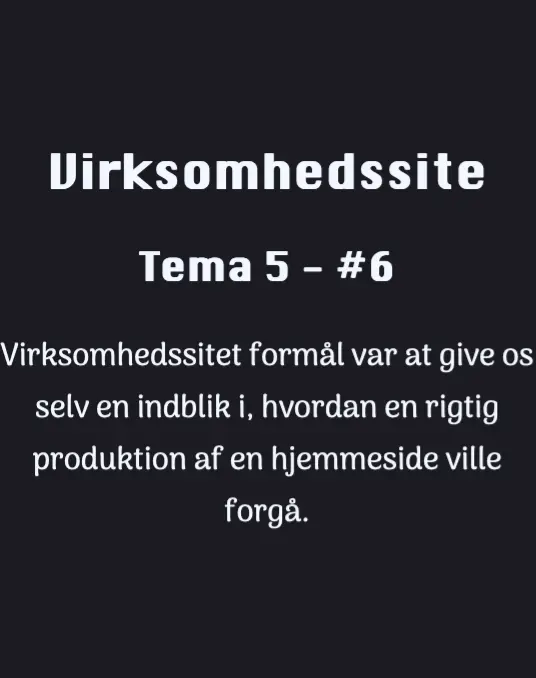 Virksomhedssite
Tema 5 - #6
Virksomhedssitet formål var at give os
selv en indblik i, hvordan en rigtig
produktion af en hjemmeside ville
forgå.